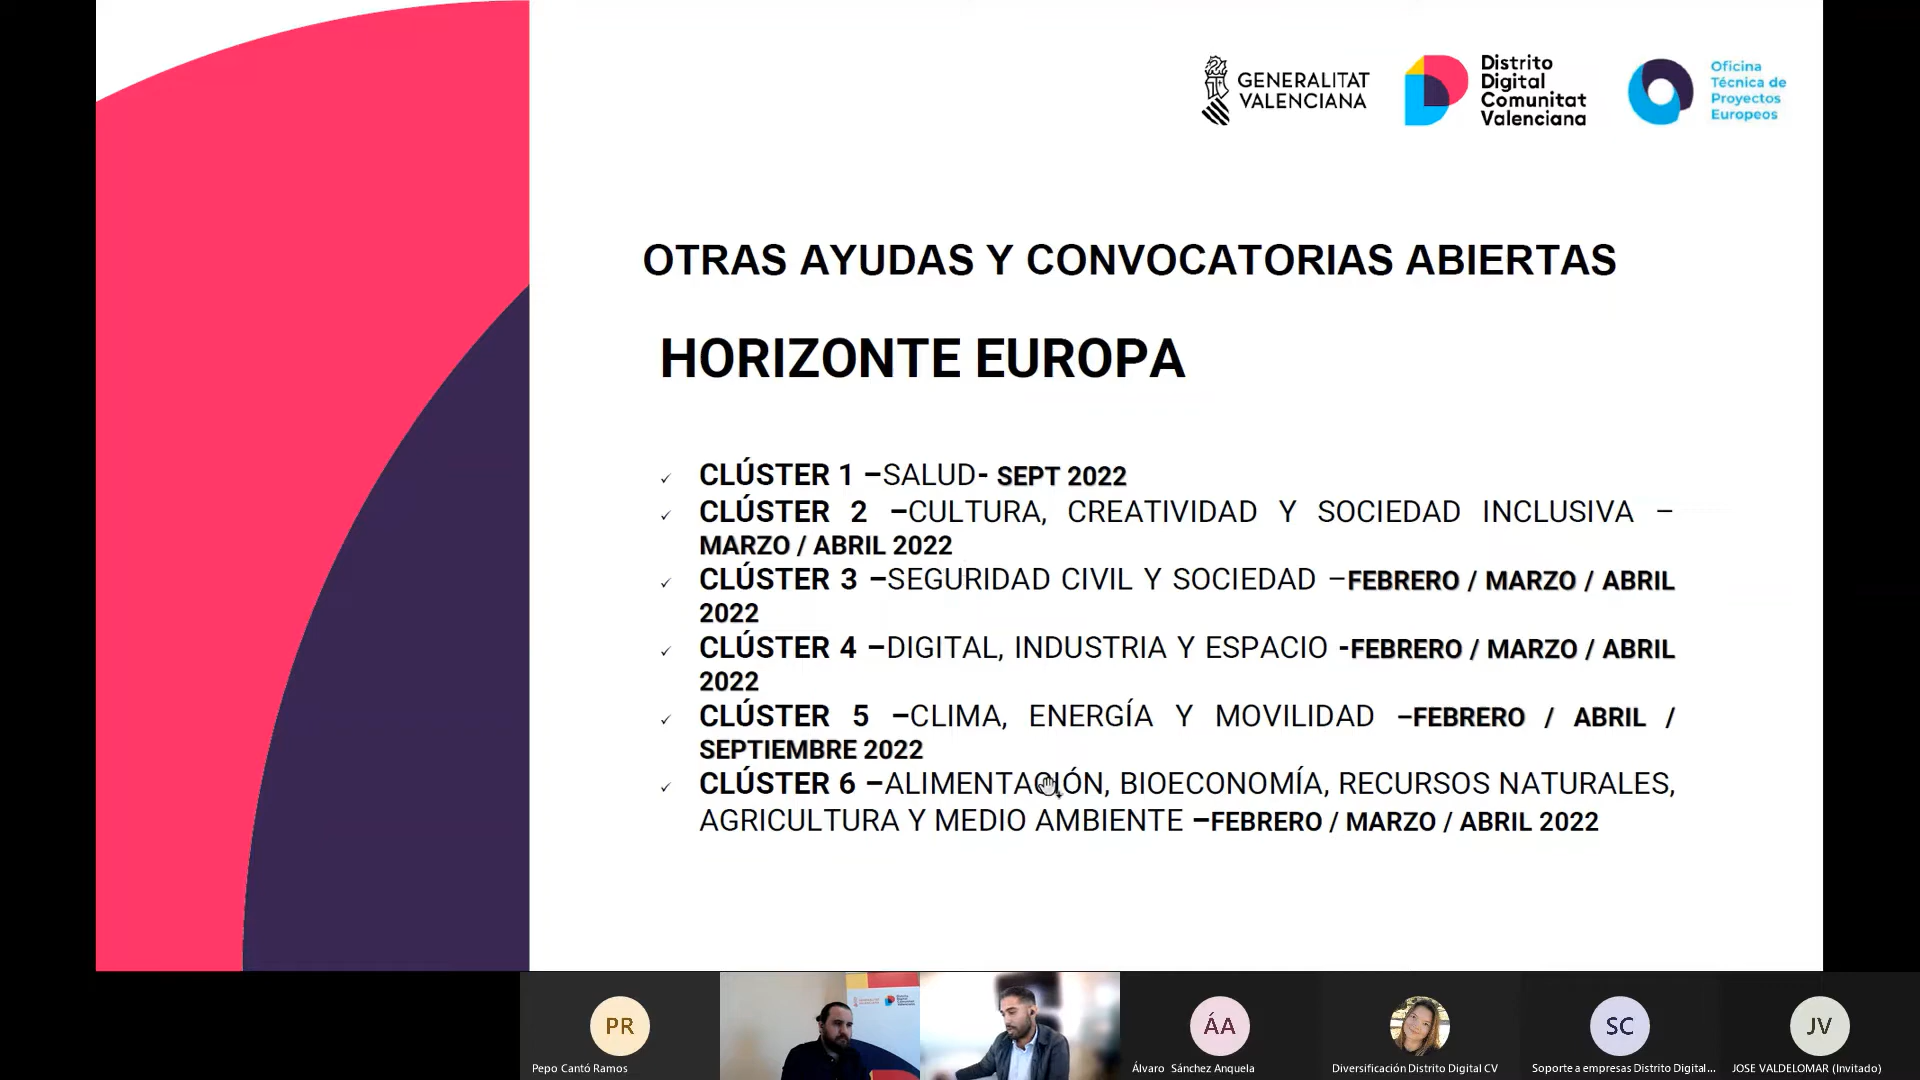 GENERALITAT
VALENCIANA
Distrito
Digital
Comunitat
Valenciana
Oficina
Técnica de
Proyectos
Europeos
OTRAS AYUDAS Y CONVOCATORIAS ABIERTAS
HORIZONTE EUROPA
✓ CLÚSTER 1 –SALUD- SEPT 2022
✓ CLÚSTER 2 –CULTURA, CREATIVIDAD Y SOCIEDAD INCLUSIVA –
MARZO / ABRIL 2022
✓ CLÚSTER 3 –SEGURIDAD CIVIL Y SOCIEDAD –FEBRERO / MARZO / ABRIL
2022
✓ CLÚSTER 4 –DIGITAL, INDUSTRIA Y ESPACIO -FEBRERO / MARZO / ABRIL
2022
✓ CLÚSTER 5 –CLIMA, ENERGÍA Y MOVILIDAD –FEBRERO / ABRIL /
SEPTIEMBRE 2022
✓ CLÚSTER 6 –ALIMENTACIÓN, BIOECONOMÍA, RECURSOS NATURALES,
AGRICULTURA Y MEDIO AMBIENTE –FEBRERO / MARZO / ABRIL 2022
PR
ÁA
SC
JV
Pepo Cantó Ramos
Álvaro Sánchez Anquela
Diversificación Distrito Digital CV
Soporte a empresas Distrito Digital...
JOSE VALDELOMAR (Invitado)